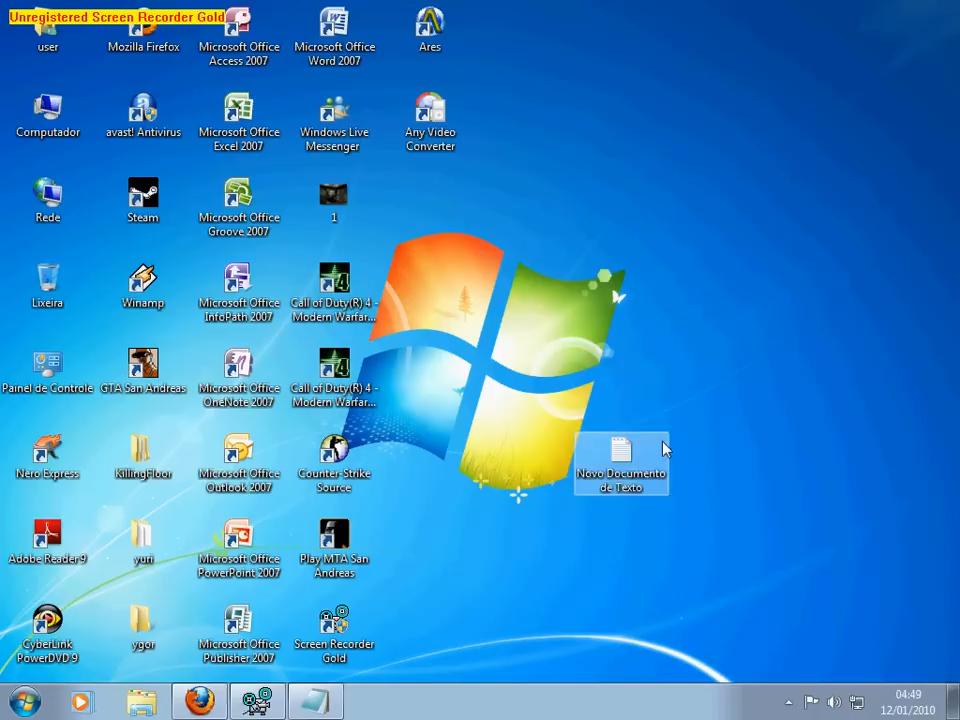 Unregistered Screen Recorder Gold
user
Mozilla Firefox
Microsoft Office
Access 2007
Microsoft Office
Word 2007
Ares
Computador
avast! Antivirus
Microsoft Office
Excel 2007
Windows Live
Messenger
Any Video
Converter
Rede
Steam
Microsoft Office
Groove 2007
1
Lixeira
Winamp
Microsoft Office
InfoPath 2007
Call of Duty(R) 4 -
Modern Warfar...
Painel de Controle
GTA San Andreas
Microsoft Office
OneNote 2007
Call of Duty(R) 4 -
Modern Warfar...
Nero Express
KillingFloor
Microsoft Office
Outlook 2007
Counter-Strike
Source
Novo Documento
de Texto
Adobe Reader 9
yuri
Microsoft Office
PowerPoint 2007
Play MTA San
Andreas
CyberLink
PowerDVD 9
ygor
Microsoft Office
Publisher 2007
Screen Recorder
Gold
04:49
12/01/2010